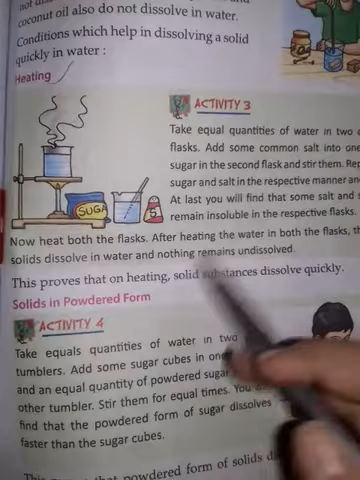 coconut oil also do not dissolve in water.
Conditions which help in dissolving a solid
quickly in water :
Heating
ACTIVITY 3
Take equal quantities of water in two
flasks. Add some common salt into one
sugar in the second flask and stir them.
sugar and salt in the respective manner
At last you will find that some salt and
remain insoluble in the respective flasks.
SUGA
Now heat both the flasks. After heating the water in both flasks,
solids dissolve in water and nothing remains undissolved.
This proves that on heating, solid substances dissolve quickly.
Solids in Powdered Form
ACTIVITY 4
Take equals quantities of water in two
tumblers. Add some sugar cubes in one
and an equal quantity of powdered sugar
other tumbler. Stir them for equal times. You
find that the powdered form of sugar dissolves
faster than the sugar cubes.
powdered form of solids